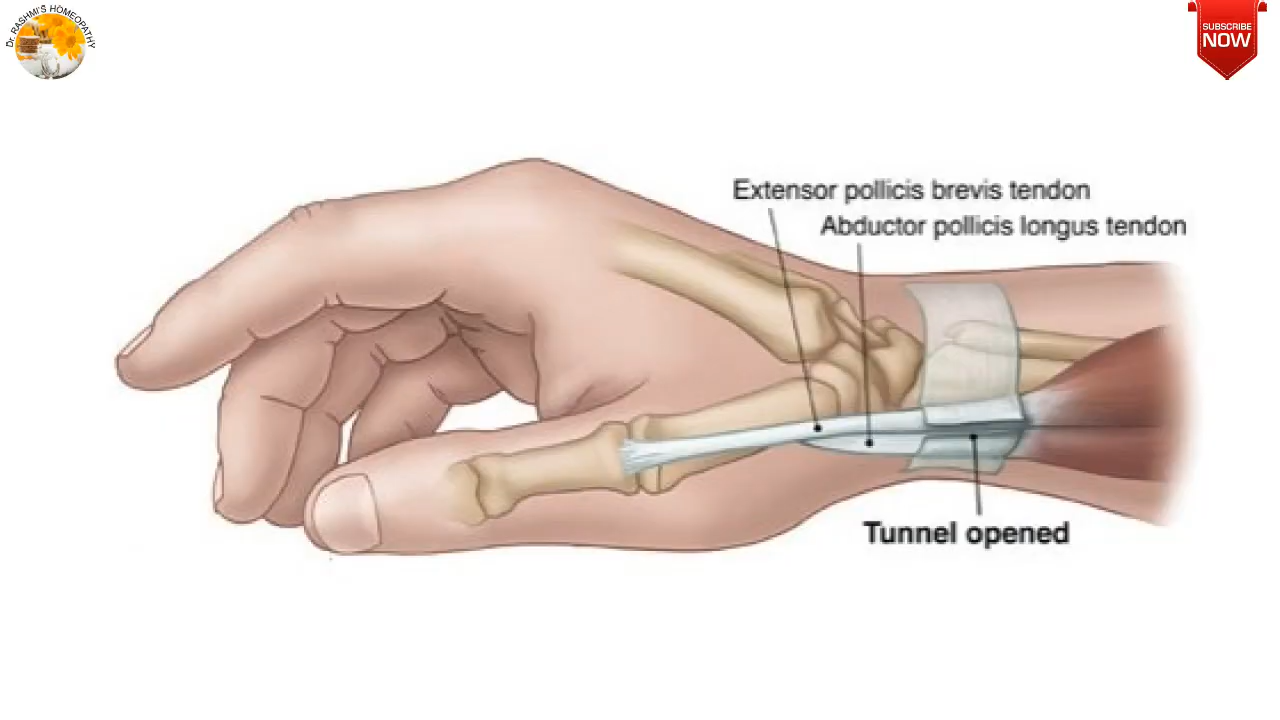 Dr. RASHMI'S HOMEOPATHY
SUBSCRIBE
NOW
Extensor pollicis brevis tendon
Abductor pollicis longus tendon
Tunnel opened